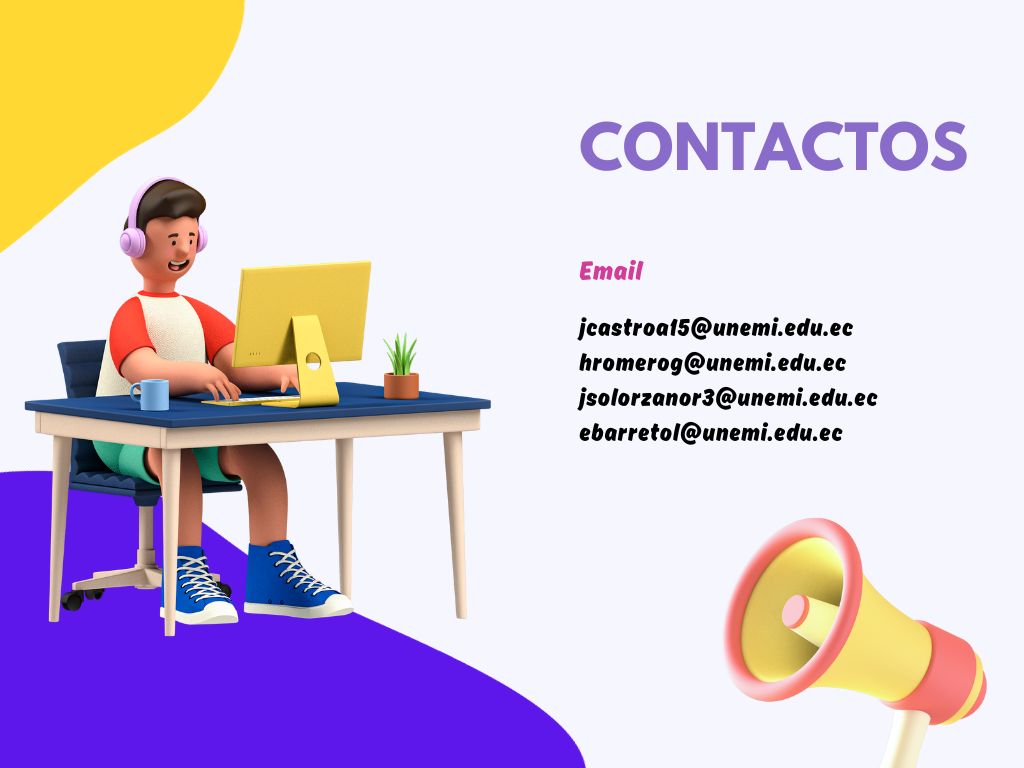 CONTACTOS
Email
jcastroa15@unemi.edu.ec
hromerog@unemi.edu.ec
jsolorzanor3@unemi.edu.ec
ebarretol@unemi.edu.ec